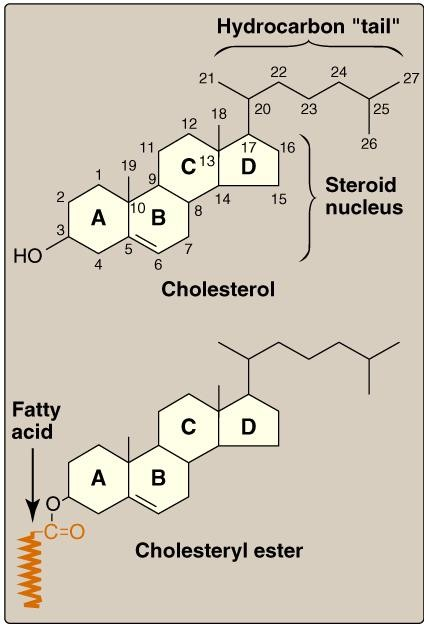 Hydrocarbon "tail"
21 22 24 27
20 23 25
26
18
12
11 17 16
C 13 D
19
1 9
2 14 15
10 8
A B
3
HO 4 5 6 7
Steroid
nucleus
Cholesterol
Fatty
acid
C D
A B
O
C=O
Cholesteryl ester